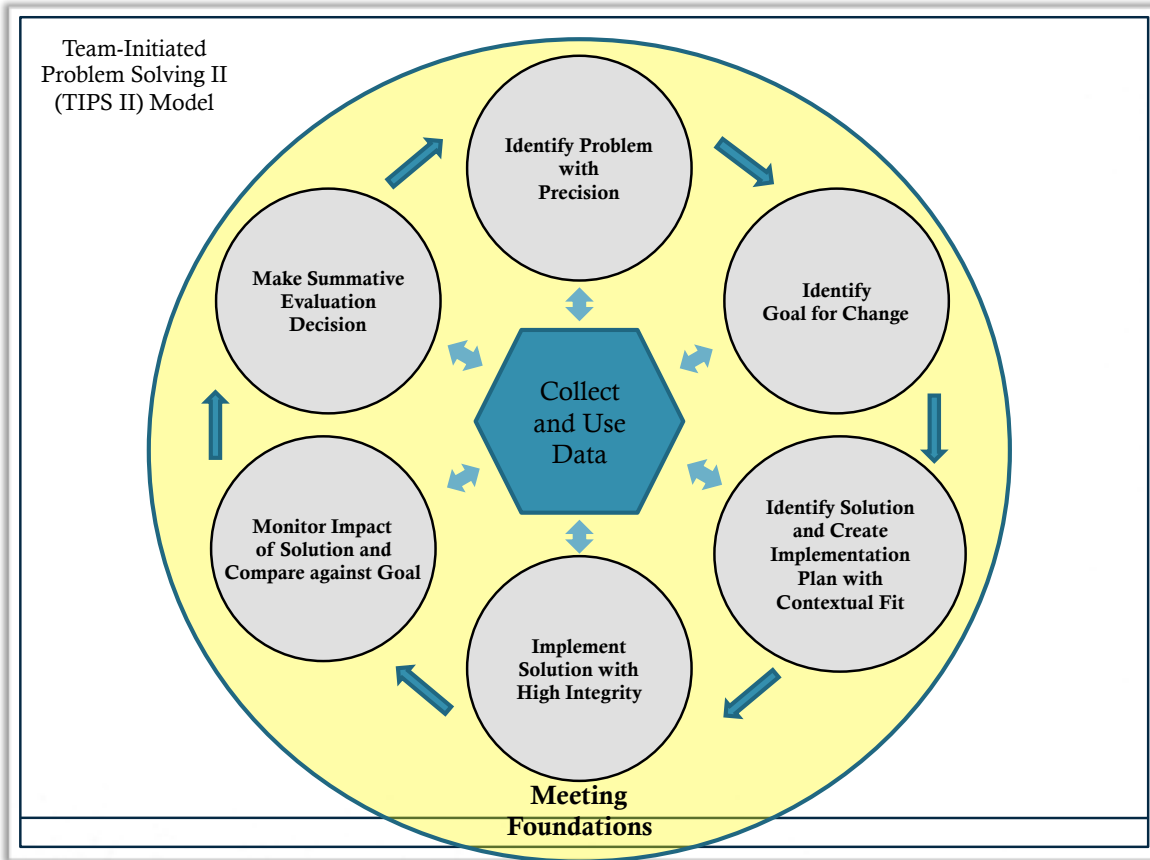 Team-Initiated
Problem Solving II
(TIPS II) Model
Identify Problem
with
Precision
Identify
Goal for Change
Identify Solution
and Create
Implementation
Plan with
Contextual Fit
Implement
Solution with
High Integrity
Monitor Impact
of Solution and
Compare against Goal
Make Summative
Evaluation
Decision
Collect
and Use
Data
Meeting
Foundations